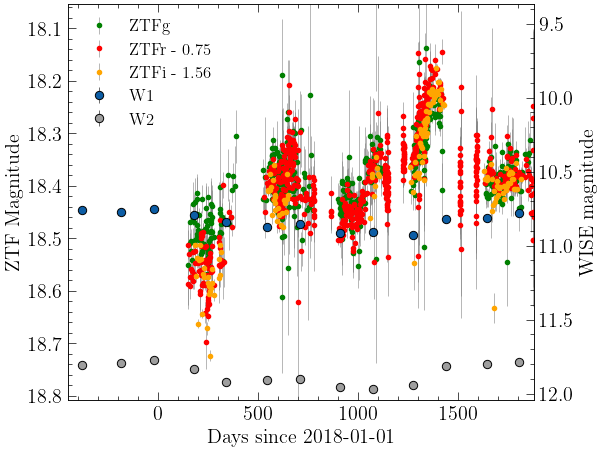 ZTFg
ZTFr - 0.75
ZTFi - 1.56
W1
W2
18.1
18.2
18.3
18.4
18.5
18.6
18.7
18.8
ZTF Magnitude
9.5
10.0
10.5
11.0
11.5
12.0
WISE magnitude
0
500
1000
1500
Days since 2018-01-01